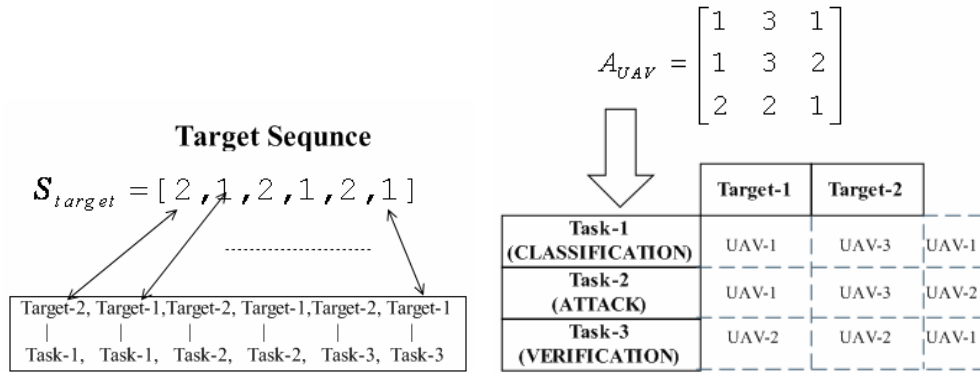 Target Sequnce
S target = [ 2 , 1 , 2 , 1 , 2 , 1 ]
Target-2, Target-1, Target-2, Target-1, Target-2, Target-1
Task-1, Task-1, Task-2, Task-2, Task-3, Task-3
A UAV = [ 1 3 1
1 3 2
2 2 1 ]
Target-1 Target-2
Task-1 (CLASSIFICATION) UAV-1 UAV-3 UAV-1
Task-2 (ATTACK) UAV-1 UAV-3 UAV-2
Task-3 (VERIFICATION) UAV-2 UAV-2 UAV-1